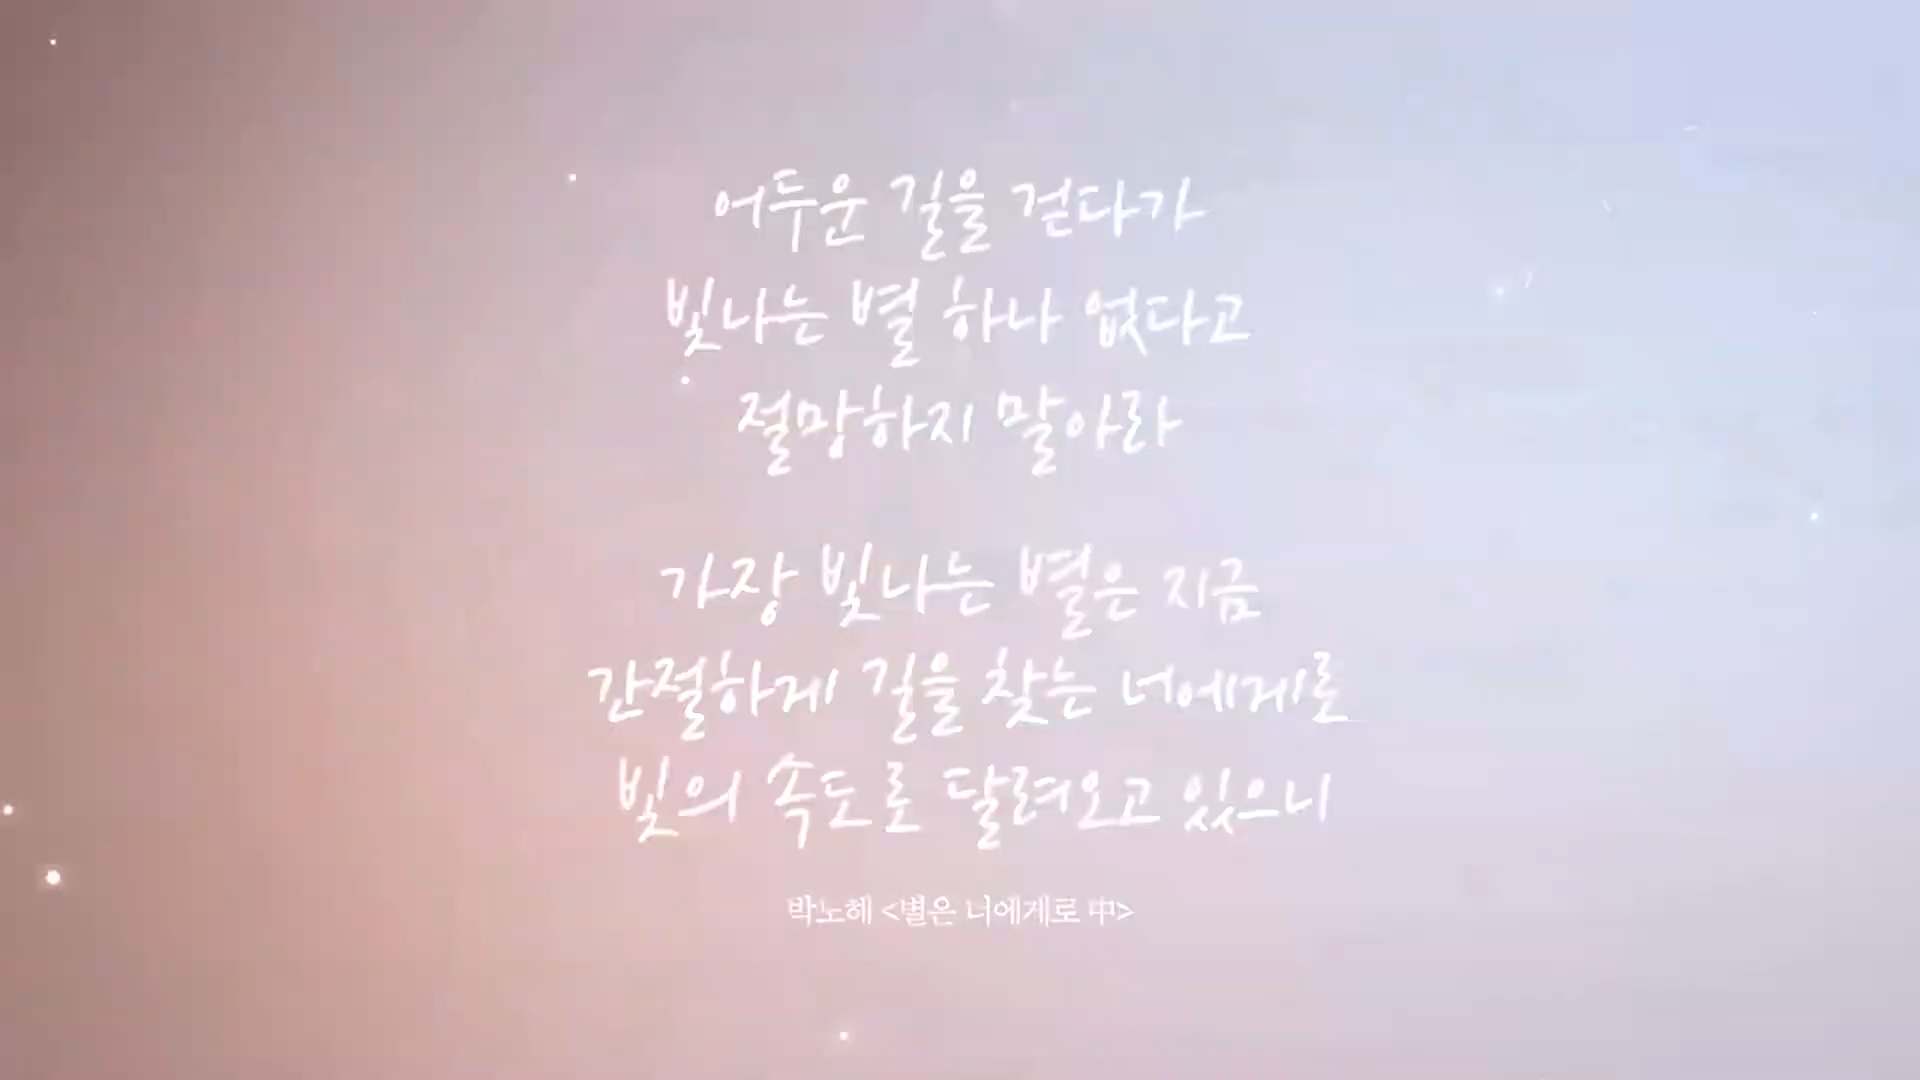 어두운 길을 걷다가
빛나는 별 하나 없다고
절망하지 말아라
가장 빛나는 별은 지금
간절하게 길을 찾는 너에게로
빛의 속도로 달려오고 있으니
박노해 <별은 너에게로 中>